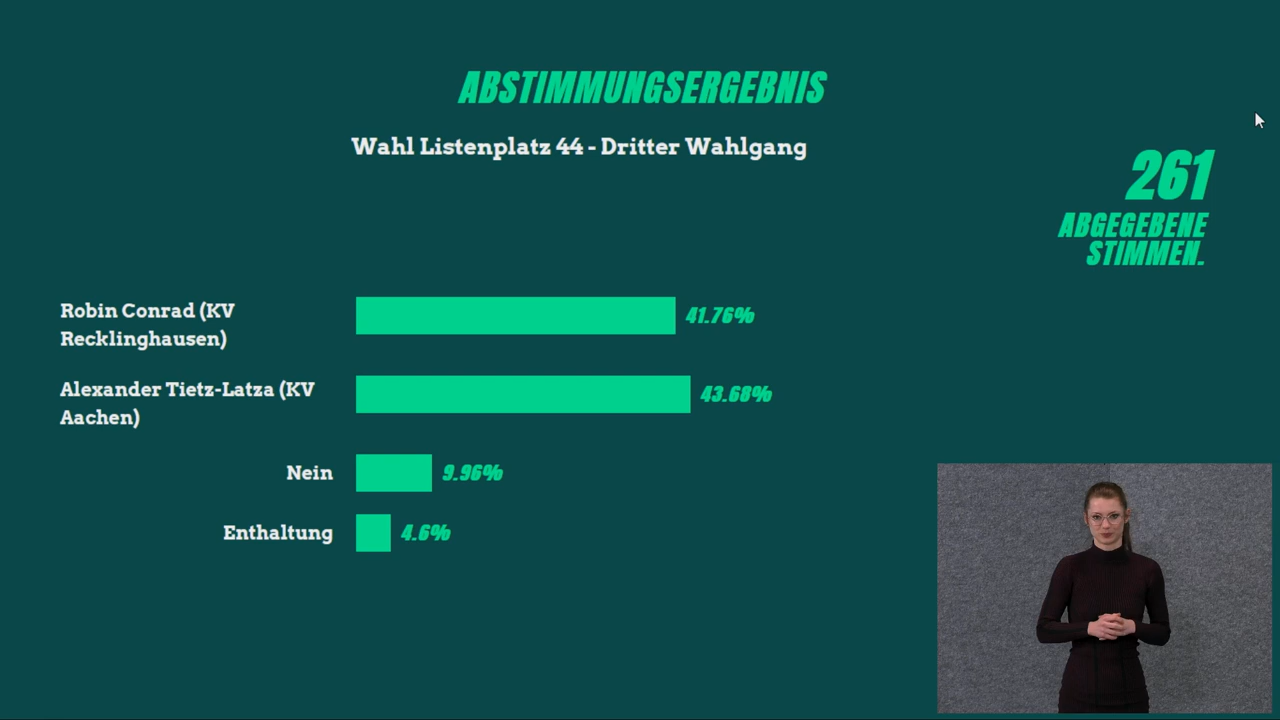 ABSTIMMUNGSERGEBNIS
Wahl Listenplatz 44 - Dritter Wahlgang
261
ABGEGEBENE
STIMMEN.
Robin Conrad (KV
Recklinghausen)
41.76%
Alexander Tietz-Latza (KV
Aachen)
43.68%
Nein
9.96%
Enthaltung
4.6%